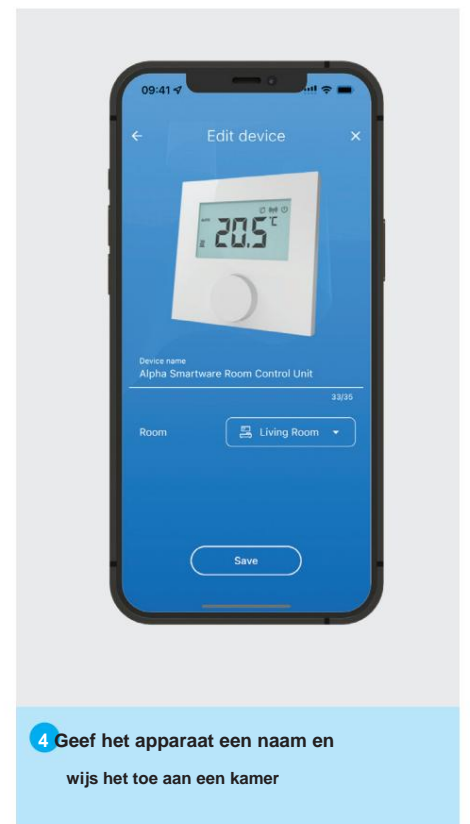 09:41
Edit device
AUTO
20.5 °C
Device name
Alpha Smartware Room Control Unit
33/35
Room Living Room
Save
4 Geef het apparaat een naam en
wijs het toe aan een kamer